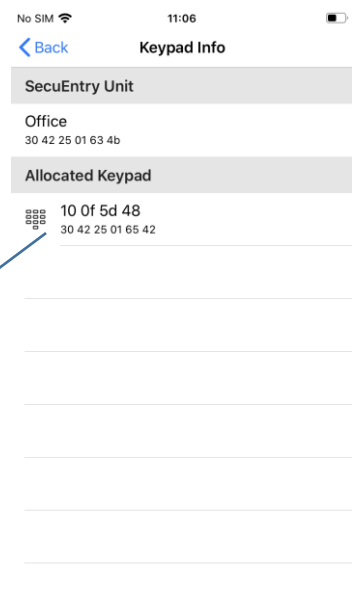 No SIM 11:06
Back Keypad Info
SecuEntry Unit
Office
30 42 25 01 63 4b
Allocated Keypad
10 0f 5d 48
30 42 25 01 65 42